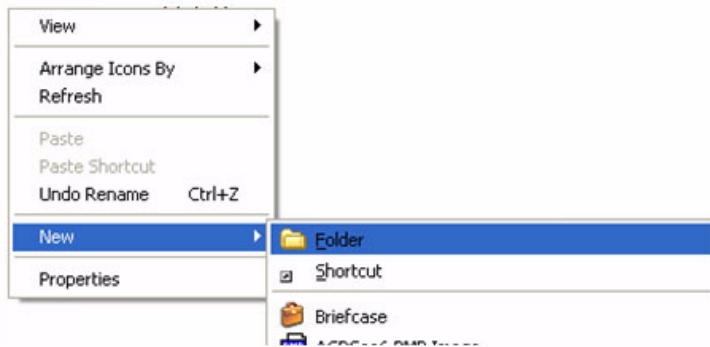 View
Arrange Icons By
Refresh
Paste
Paste Shortcut
Undo Rename Ctrl+Z
New
Properties
Folder
Shortcut
Briefcase